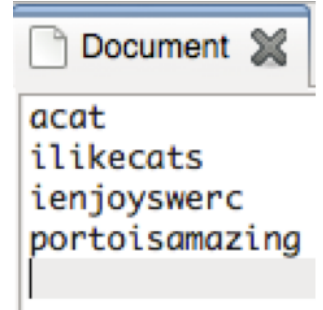 Document
acat
ilikecats
ienjoyswerc
portoisamazing